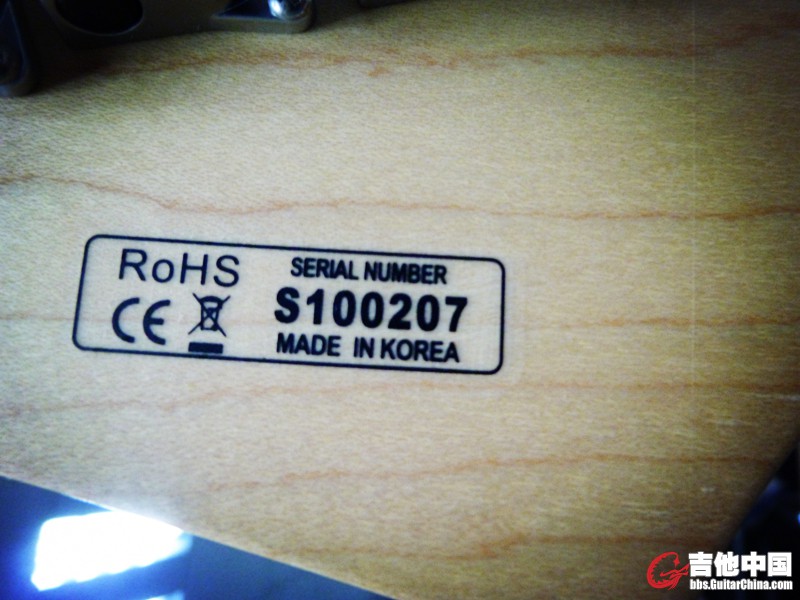 RoHS
CE
SERIAL NUMBER
S100207
MADE IN KOREA
吉他中国
bbs.GuitarChina.com